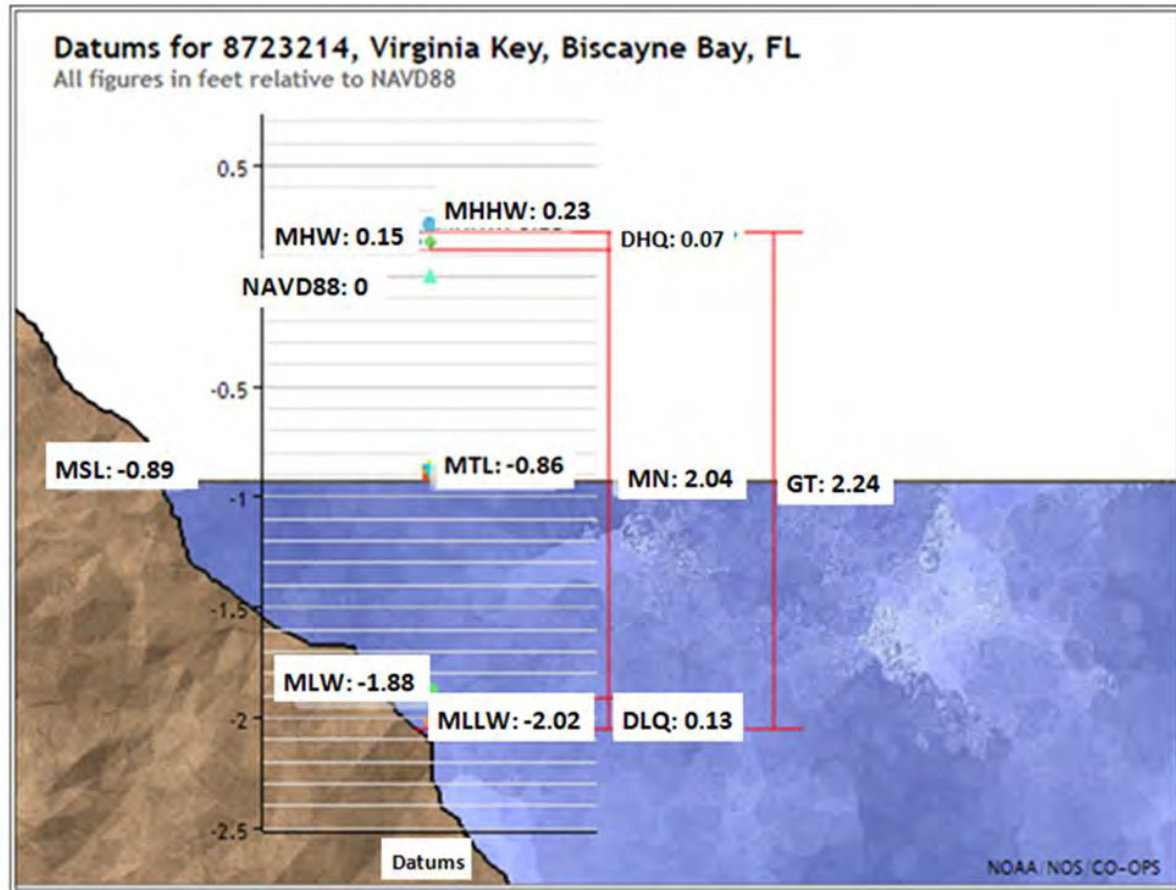 Datums for 8723214, Virginia Key, Biscayne Bay, FL
All figures in feet relative to NAVD88
0.5
MHHW: 0.23
MHW: 0.15
DHQ: 0.07
NAVD88: 0
-0.5
MSL: -0.89
MTL: -0.86
MN: 2.04
GT: 2.24
-1
-1.5
MLW: -1.88
-2
MLLW: -2.02
DLQ: 0.13
-2.5
Datums
NOAA/NOS/CO-OPS